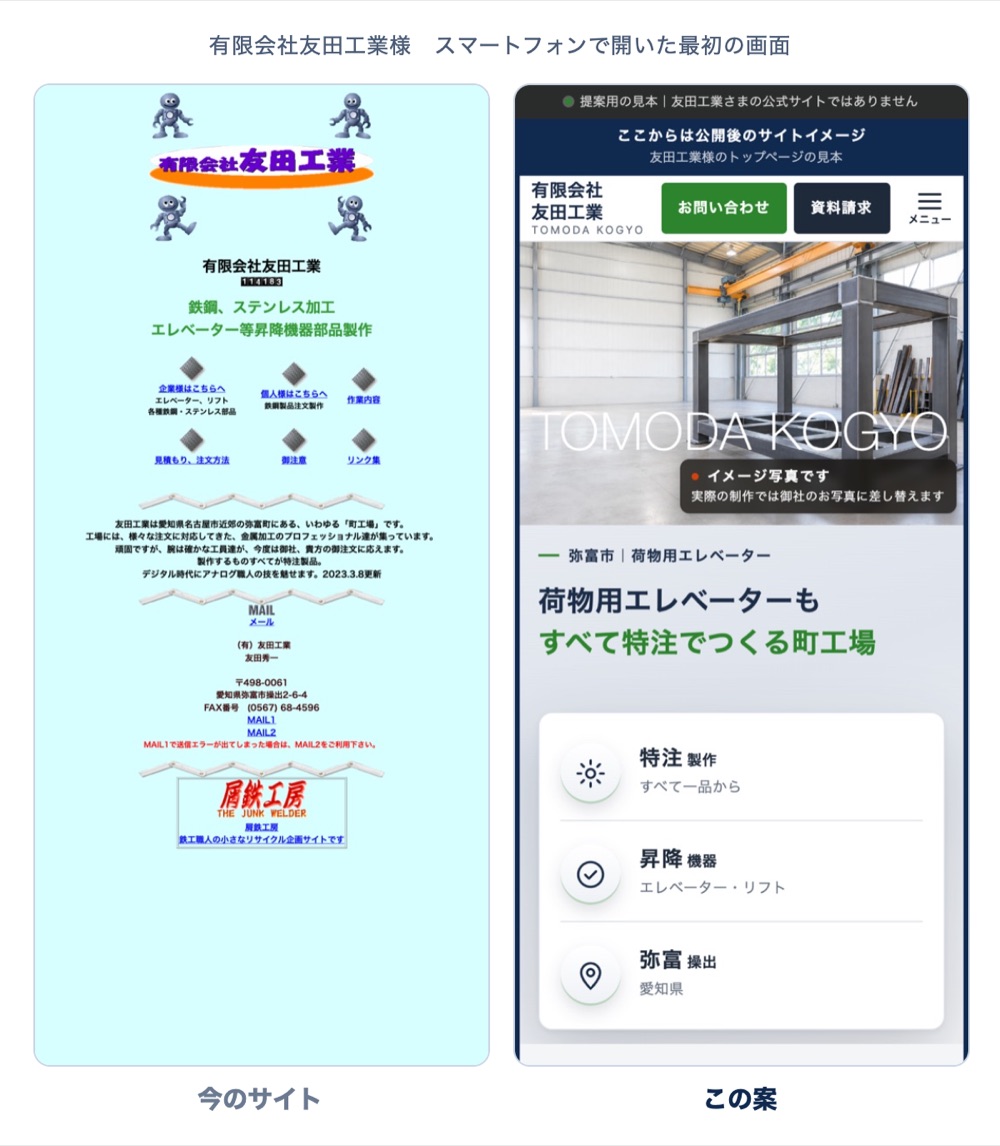 有限会社友田工業様　スマートフォンで開いた最初の画面
有限会社友田工業
有限会社友田工業
114183
鉄鋼、ステンレス加工
エレベーター等昇降機器部品製作
企業様はこちらへ
エレベーター、リフト
各種鉄鋼・ステンレス部品
個人様はこちらへ
鉄鋼製品注文製作
作業内容
見積もり、注文方法
御注意
リンク集
友田工業は愛知県名古屋市近郊の弥富町にある、いわゆる「町工場」です。
工場には、様々な注文に対応してきた、金属加工のプロフェッショナル達が集っています。
頑固ですが、腕は確かな工員達が、今度は御社、貴方の御注文に応えます。
製作するものすべてが特注製品。
デジタル時代にアナログ職人の技を魅せます。2023.3.8更新
MAIL
メール
（有）友田工業
友田秀一
〒498-0061
愛知県弥富市操出2-6-4
FAX番号　(0567) 68-4596
MAIL1
MAIL2
MAIL1で送信エラーが出てしまった場合は、MAIL2をご利用下さい。
屑鉄工房
THE JUNK WELDER
屑鉄工房
鉄工職人の小さなリサイクル企画サイトです
今のサイト
提案用の見本｜友田工業さまの公式サイトではありません
ここからは公開後のサイトイメージ
友田工業様のトップページの見本
有限会社
友田工業
TOMODA KOGYO
お問い合わせ
資料請求
メニュー
TOMODA KOGYO
イメージ写真です
実際の制作では御社のお写真に差し替えます
弥富市｜荷物用エレベーター
荷物用エレベーターも
すべて特注でつくる町工場
特注 製作
すべて一品から
昇降 機器
エレベーター・リフト
弥富 操出
愛知県
この案